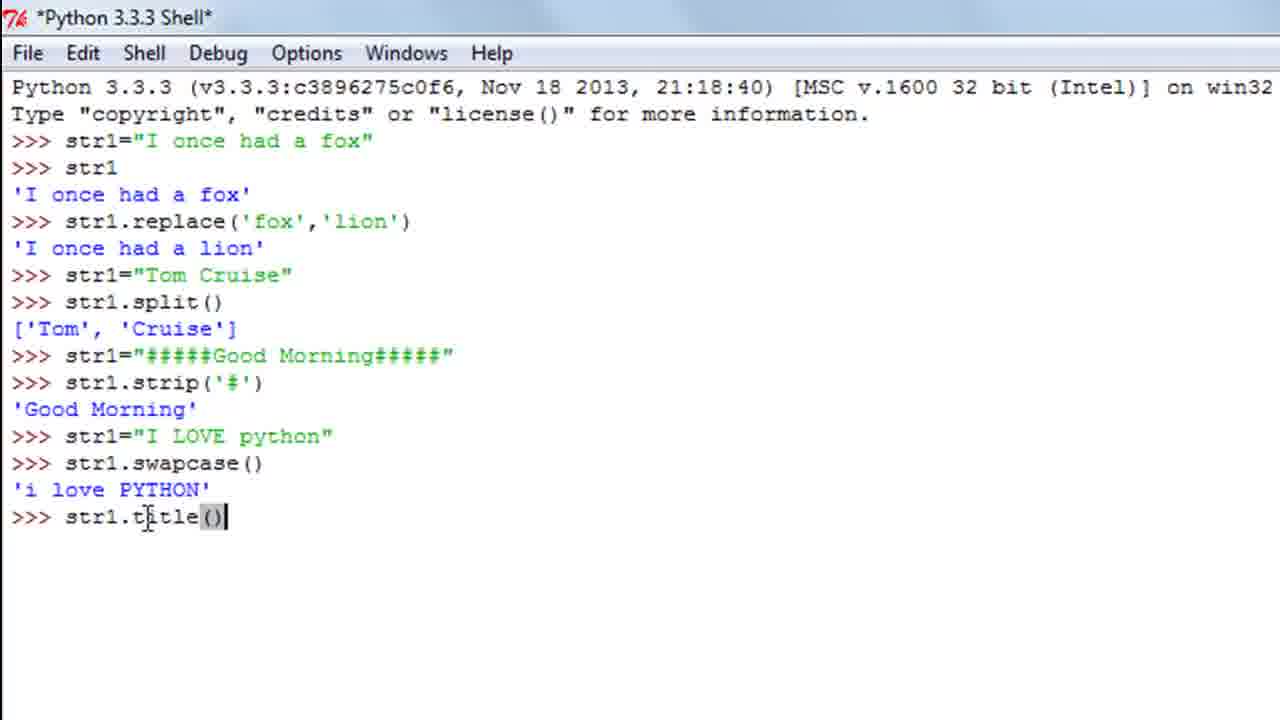 *Python 3.3.3 Shell*
File Edit Shell Debug Options Windows Help
Python 3.3.3 (v3.3.3:c3896275c0f6, Nov 18 2013, 21:18:40) [MSC v.1600 32 bit (Intel)] on win32
Type "copyright", "credits" or "license()" for more information.
>>> str1="I once had a fox"
>>> str1
'I once had a fox'
>>> str1.replace('fox','lion')
'I once had a lion'
>>> str1="Tom Cruise"
>>> str1.split()
['Tom', 'Cruise']
>>> str1="#####Good Morning#####"
>>> str1.strip('#')
'Good Morning'
>>> str1="I LOVE python"
>>> str1.swapcase()
'i love PYTHON'
>>> str1.title()